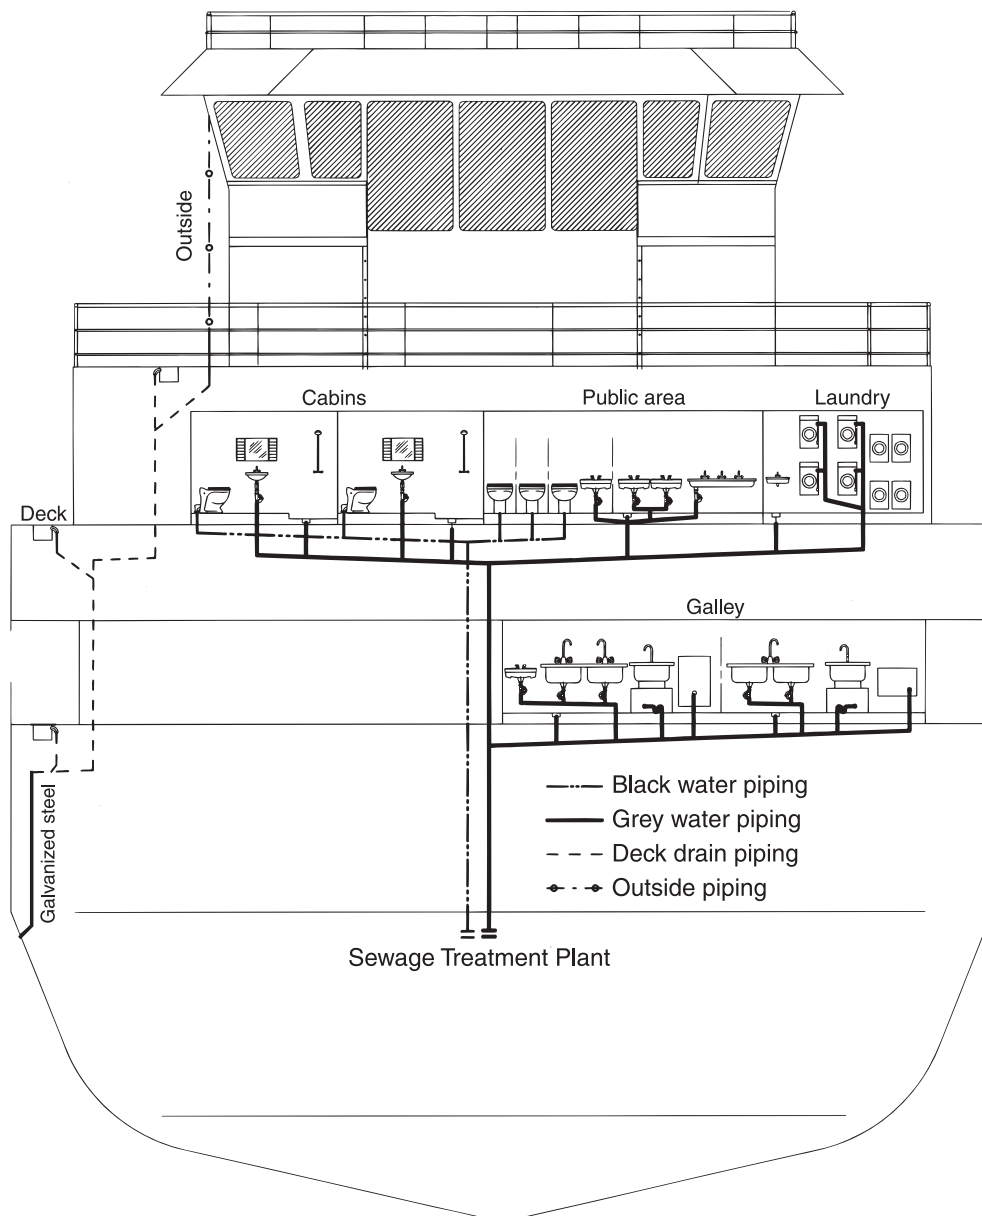 Outside
Cabins
Public area
Laundry
Deck
Galley
Galvanized steel
Black water piping
Grey water piping
Deck drain piping
Outside piping
Sewage Treatment Plant